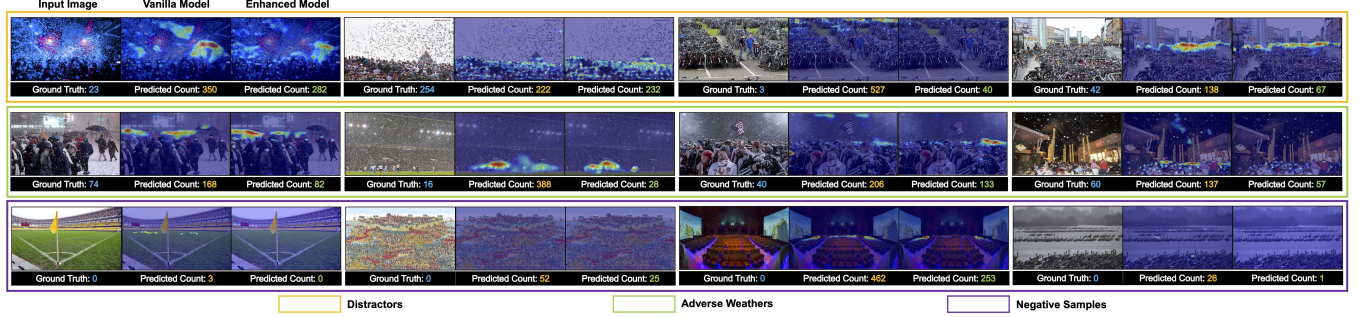 Input Image Vanilla Model Enhanced Model
Ground Truth: 23 Predicted Count: 350 Predicted Count: 282 Ground Truth: 254 Predicted Count: 222 Predicted Count: 232 Ground Truth: 3 Predicted Count: 527 Predicted Count: 40 Ground Truth: 42 Predicted Count: 138 Predicted Count: 67
Ground Truth: 74 Predicted Count: 168 Predicted Count: 82 Ground Truth: 16 Predicted Count: 388 Predicted Count: 28 Ground Truth: 40 Predicted Count: 206 Predicted Count: 133 Ground Truth: 60 Predicted Count: 137 Predicted Count: 57
Ground Truth: 0 Predicted Count: 3 Predicted Count: 0 Ground Truth: 0 Predicted Count: 52 Predicted Count: 25 Ground Truth: 0 Predicted Count: 462 Predicted Count: 253 Ground Truth: 0 Predicted Count: 26 Predicted Count: 1
Distractors Adverse Weathers Negative Samples